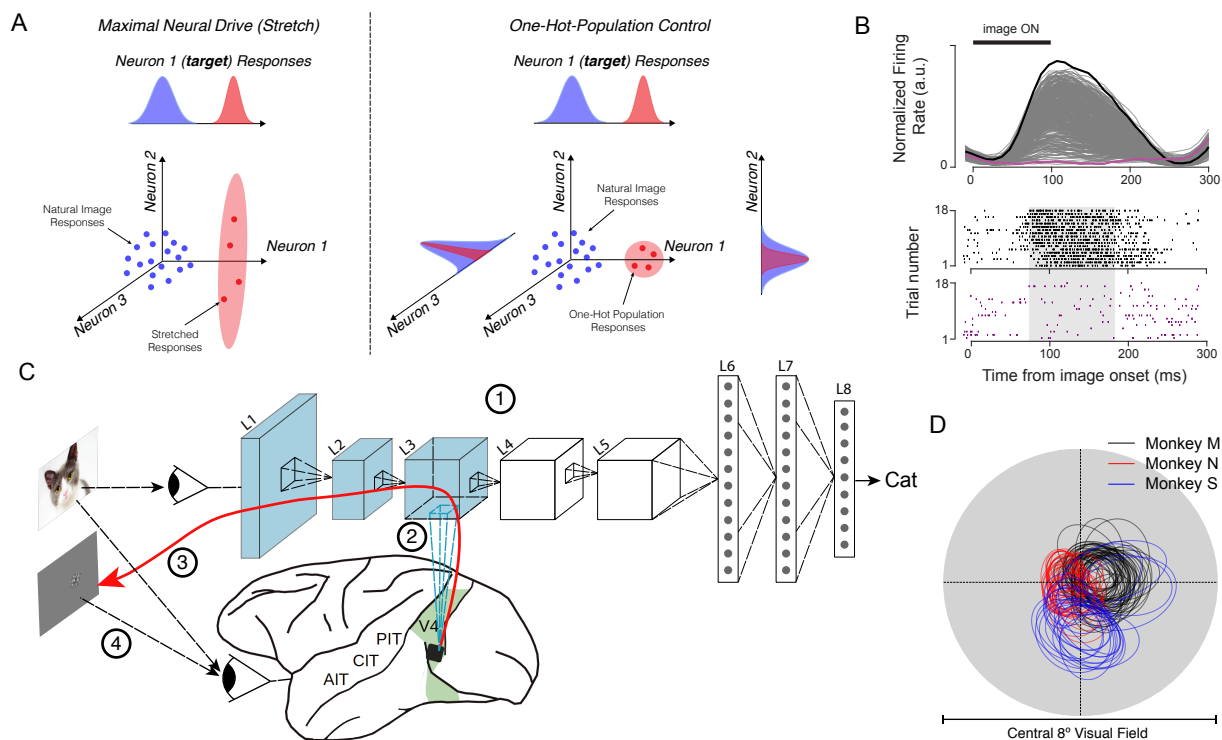 A
Maximal Neural Drive (Stretch)
Neuron 1 (target) Responses
Neuron 2
Natural Image
Responses
Neuron 1
Neuron 3
Stretched
Responses
One-Hot-Population Control
Neuron 1 (target) Responses
Neuron 2
Natural Image
Responses
Neuron 1
Neuron 3
One-Hot Population
Responses
B
image ON
Normalized Firing
Rate (a.u.)
0
0
100
200
300
18
1
18
1
Trial number
0
100
200
300
Time from image onset (ms)
C
1
L1
L2
L3
L4
L5
L6
L7
L8
Cat
2
3
4
V4
PIT
CIT
AIT
D
Monkey M
Monkey N
Monkey S
Central 8º Visual Field